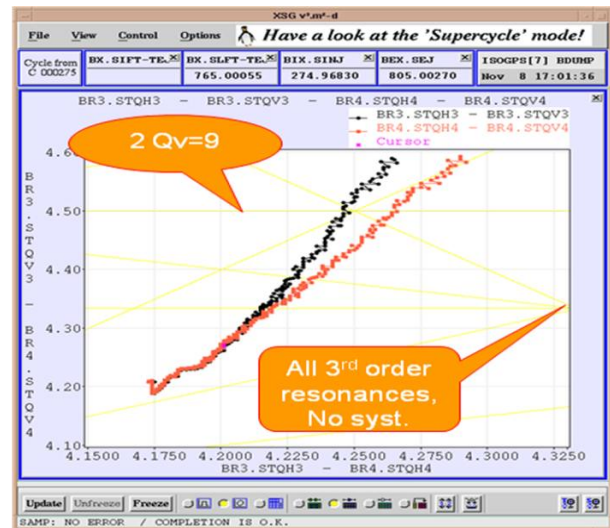 XSG v³.m²-d
File View Control Options Have a look at the 'Supercycle' mode!
Cycle from C 000275
BX.SIFT-TE. BX.SLFT-TE. BIX.SINJ BEX.SEJ ISOGPS[7] BDUMP
765.00055 274.96830 805.00270 Nov 8 17:01:36
BR3.STQH3 - BR3.STQV3 - BR4.STQH4 - BR4.STQV4
BR3.STQH3 - BR3.STQV3
BR4.STQH4 - BR4.STQV4
Cursor
2 Qv=9
4.60
4.50
4.40
4.30
4.20
4.10
BR3.STQV3 - BR4.STQV4
All 3rd order
resonances,
No syst.
4.1500 4.1750 4.2000 4.2250 4.2500 4.2750 4.3000 4.3250
BR3.STQH3 - BR4.STQH4
Update Unfreeze Freeze
SAMP: NO ERROR / COMPLETION IS O.K.